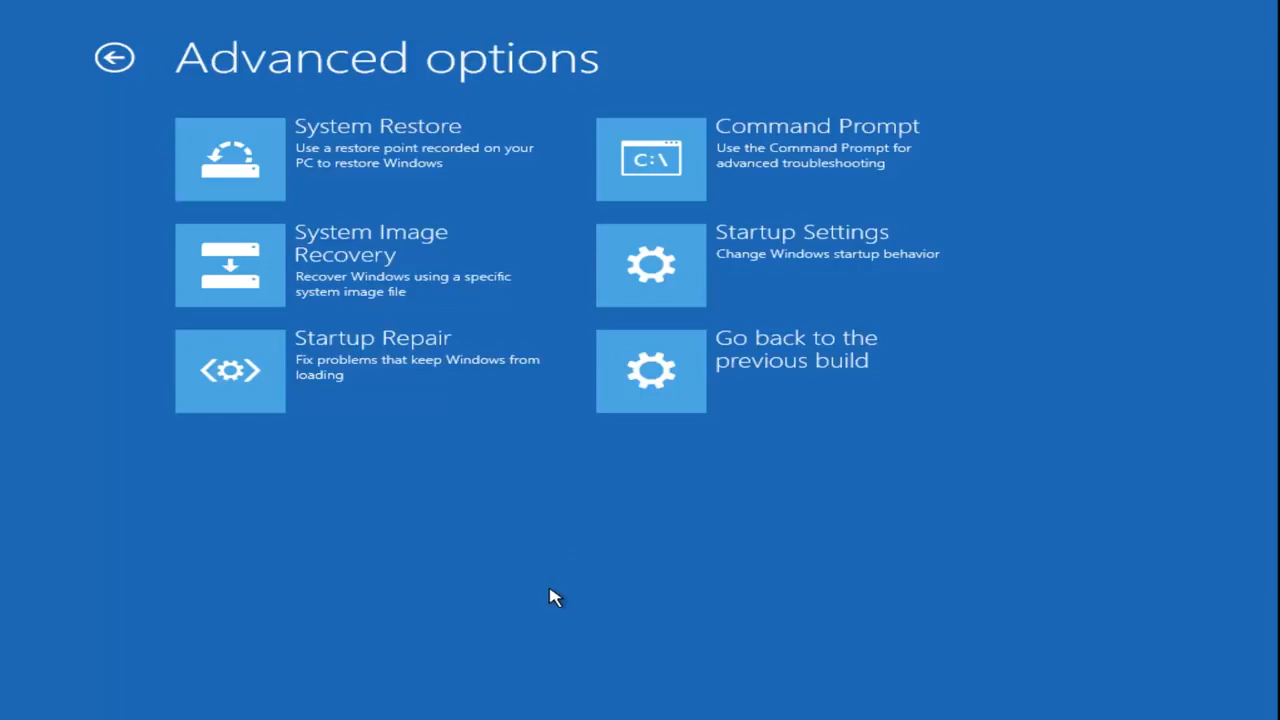 Advanced options
System Restore
Use a restore point recorded on your
PC to restore Windows
System Image
Recovery
Recover Windows using a specific
system image file
Startup Repair
Fix problems that keep Windows from
loading
C:\
Command Prompt
Use the Command Prompt for
advanced troubleshooting
Startup Settings
Change Windows startup behavior
Go back to the
previous build